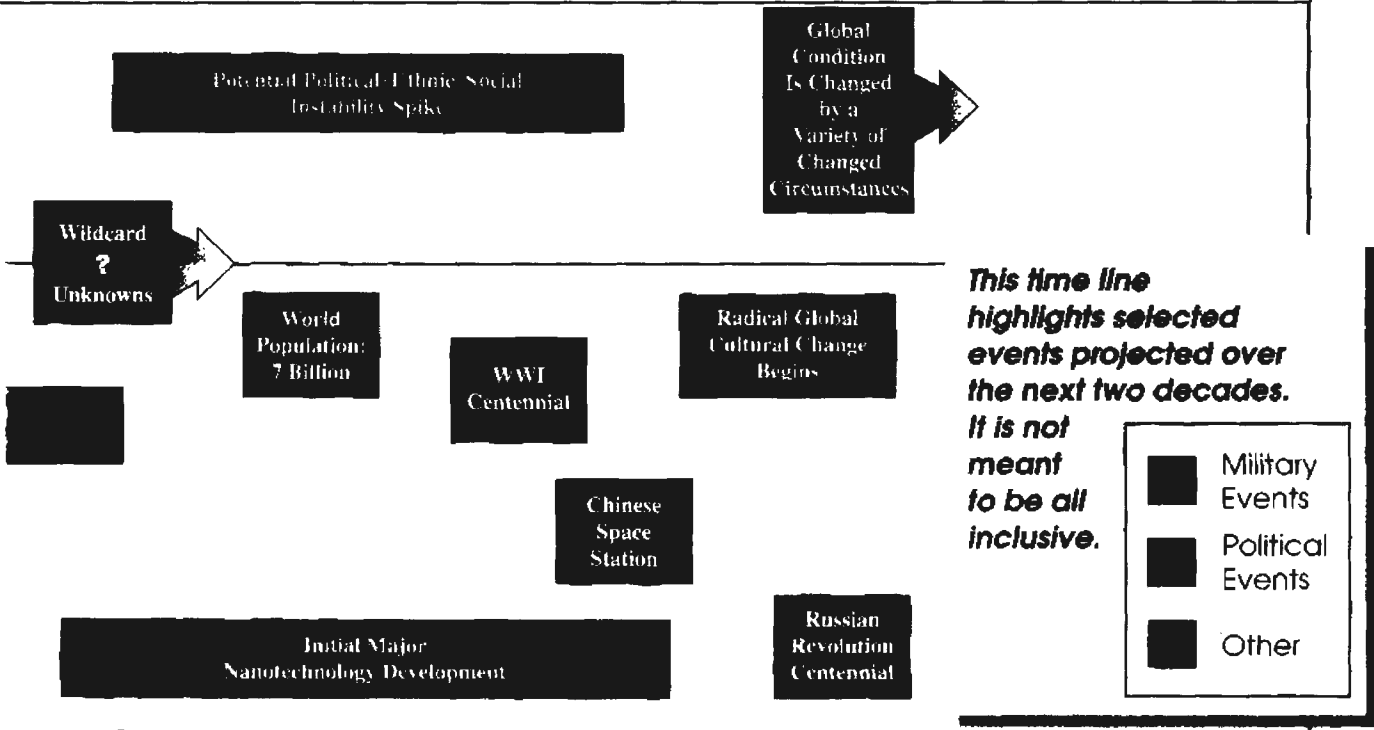 Potential Political-Ethnic-Social
Instability Spike
Global
Condition
Is Changed
by a
Variety of
Changed
Circumstances
Wildcard
?
Unknowns
World
Population:
7 Billion
WWI
Centennial
Radical Global
Cultural Change
Begins
Chinese
Space
Station
Initial Major
Nanotechnology Development
Russian
Revolution
Centennial
This time line
highlights selected
events projected over
the next two decades.
It is not
meant
to be all
inclusive.
Military
Events
Political
Events
Other